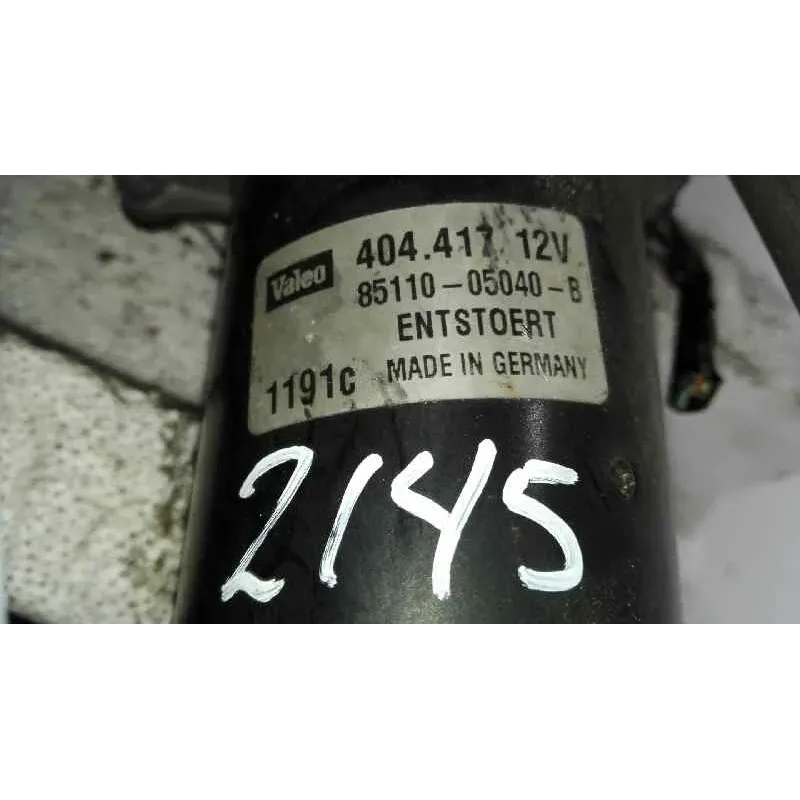 Valeo 404.417 12V
85110-05040-B
ENTSTOERT
1191c MADE IN GERMANY
2145